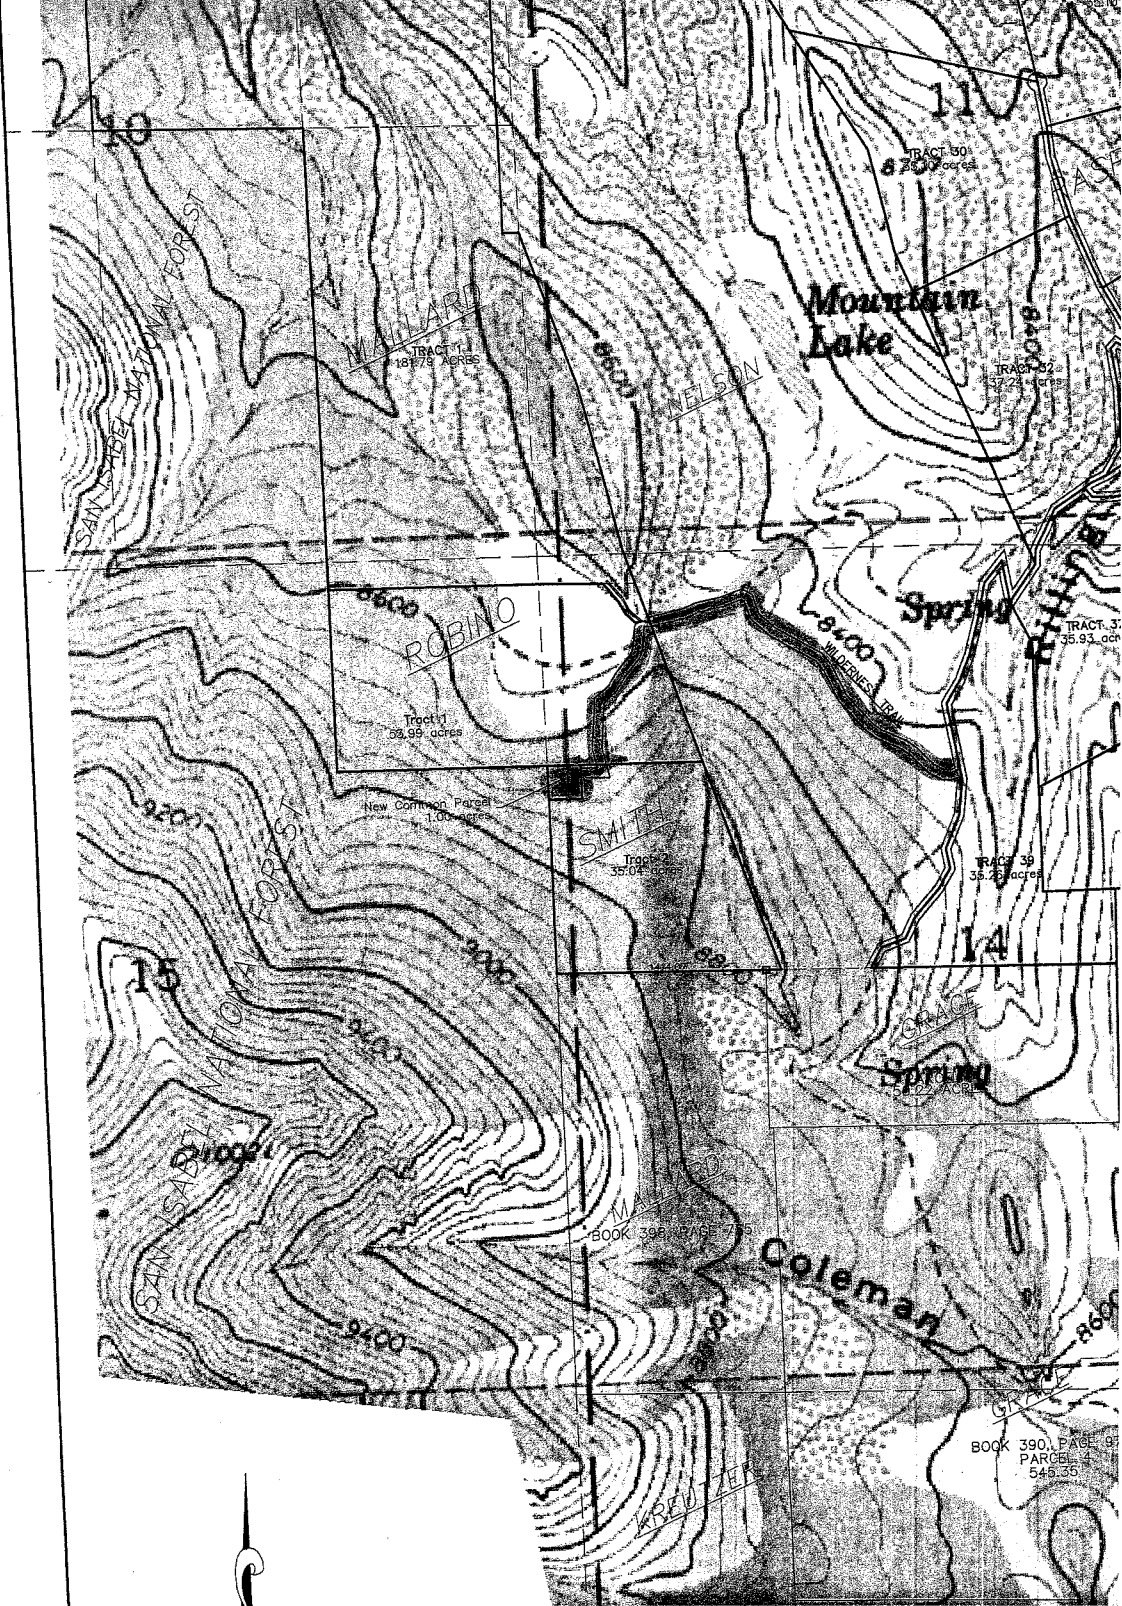 11
10
TRACT 30
SAN ISABEL NATIONAL FOREST
Mountain
Lake
MALLARD
TRACT 1
181.79 ACRES
8600
8400
NELSON
TRACT 32
37.24 acres
8600
ROBINO
Spring
8400
WILDERNESS TRAIL
TRACT 37
35.93 acr
Tract 1
53.99 acres
New Common Parcel
1.00 acres
9200
SMITH
Tract 2
35.04 acres
TRACT 39
35.26 acres
SAN ISABEL NATIONAL FOREST
15
9000
8800
14
GRACE
9400
Spring
BOOK 398, PAGE
Coleman
9400
8600
GRACE
BOOK 390, PAGE 97
PARCEL 4
545.35
KREUTZER